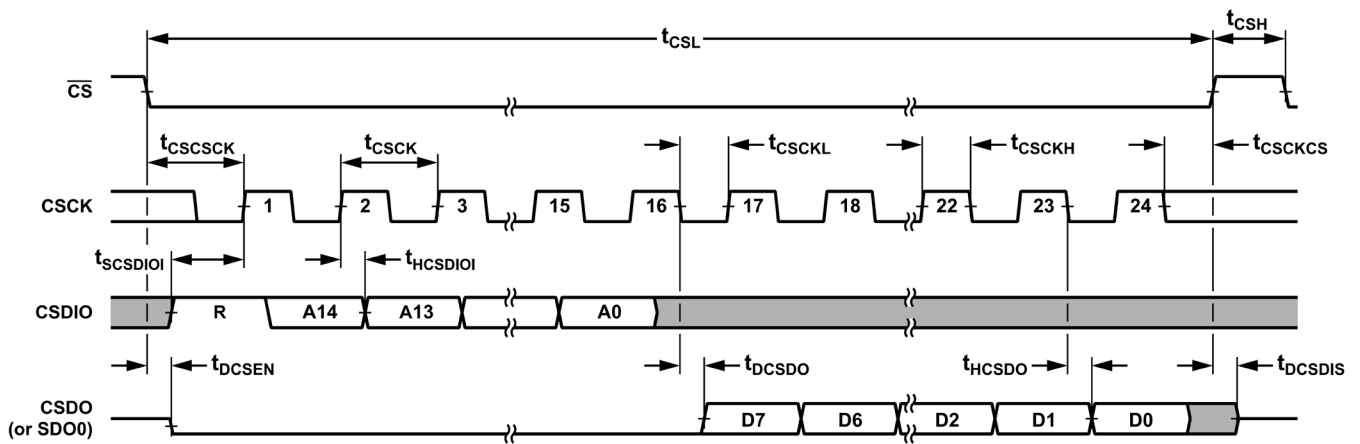 tCSL
tCSH
CS
tCSCSCK
tCSCK
tCSCKL
tCSCKH
tCSCKCS
CSCK
1 2 3 15 16 17 18 22 23 24
tSCSDIOI
tHCSDIOI
CSDIO
R A14 A13 A0
tDCSEN
tDCSDO
tHCSDO
tDCSDIS
CSDO
(or SDO0)
D7 D6 D2 D1 D0